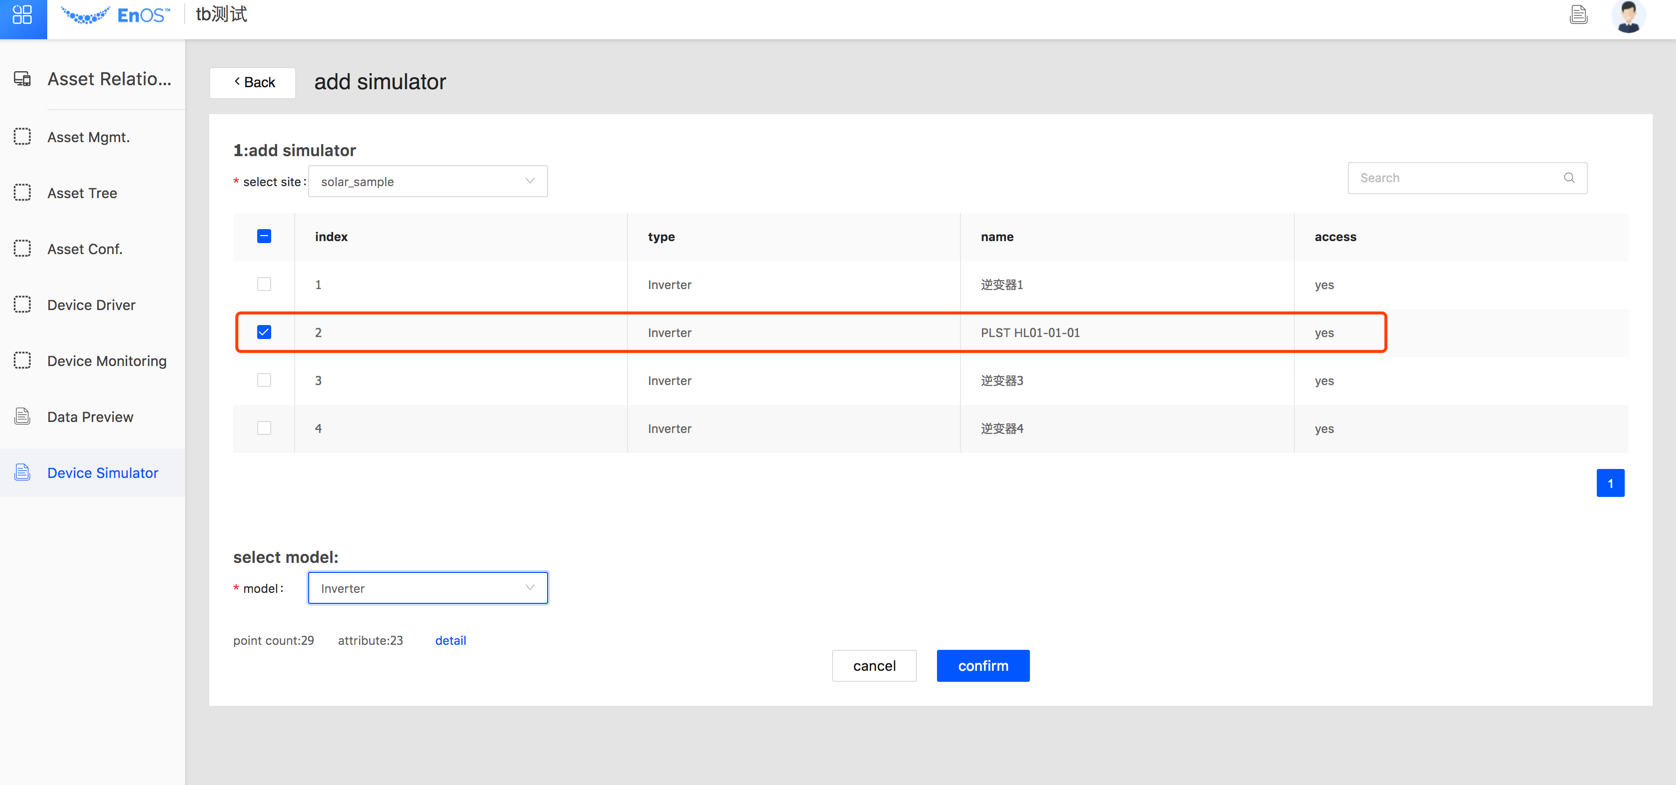 EnOS™
tb测试
Asset Relatio...
Asset Mgmt.
Asset Tree
Asset Conf.
Device Driver
Device Monitoring
Data Preview
Device Simulator
< Back
add simulator
1:add simulator
* select site: solar_sample
Search
index type name access
1 Inverter 逆变器1 yes
2 Inverter PLST HL01-01-01 yes
3 Inverter 逆变器3 yes
4 Inverter 逆变器4 yes
1
select model:
* model: Inverter
point count:29 attribute:23 detail
cancel confirm